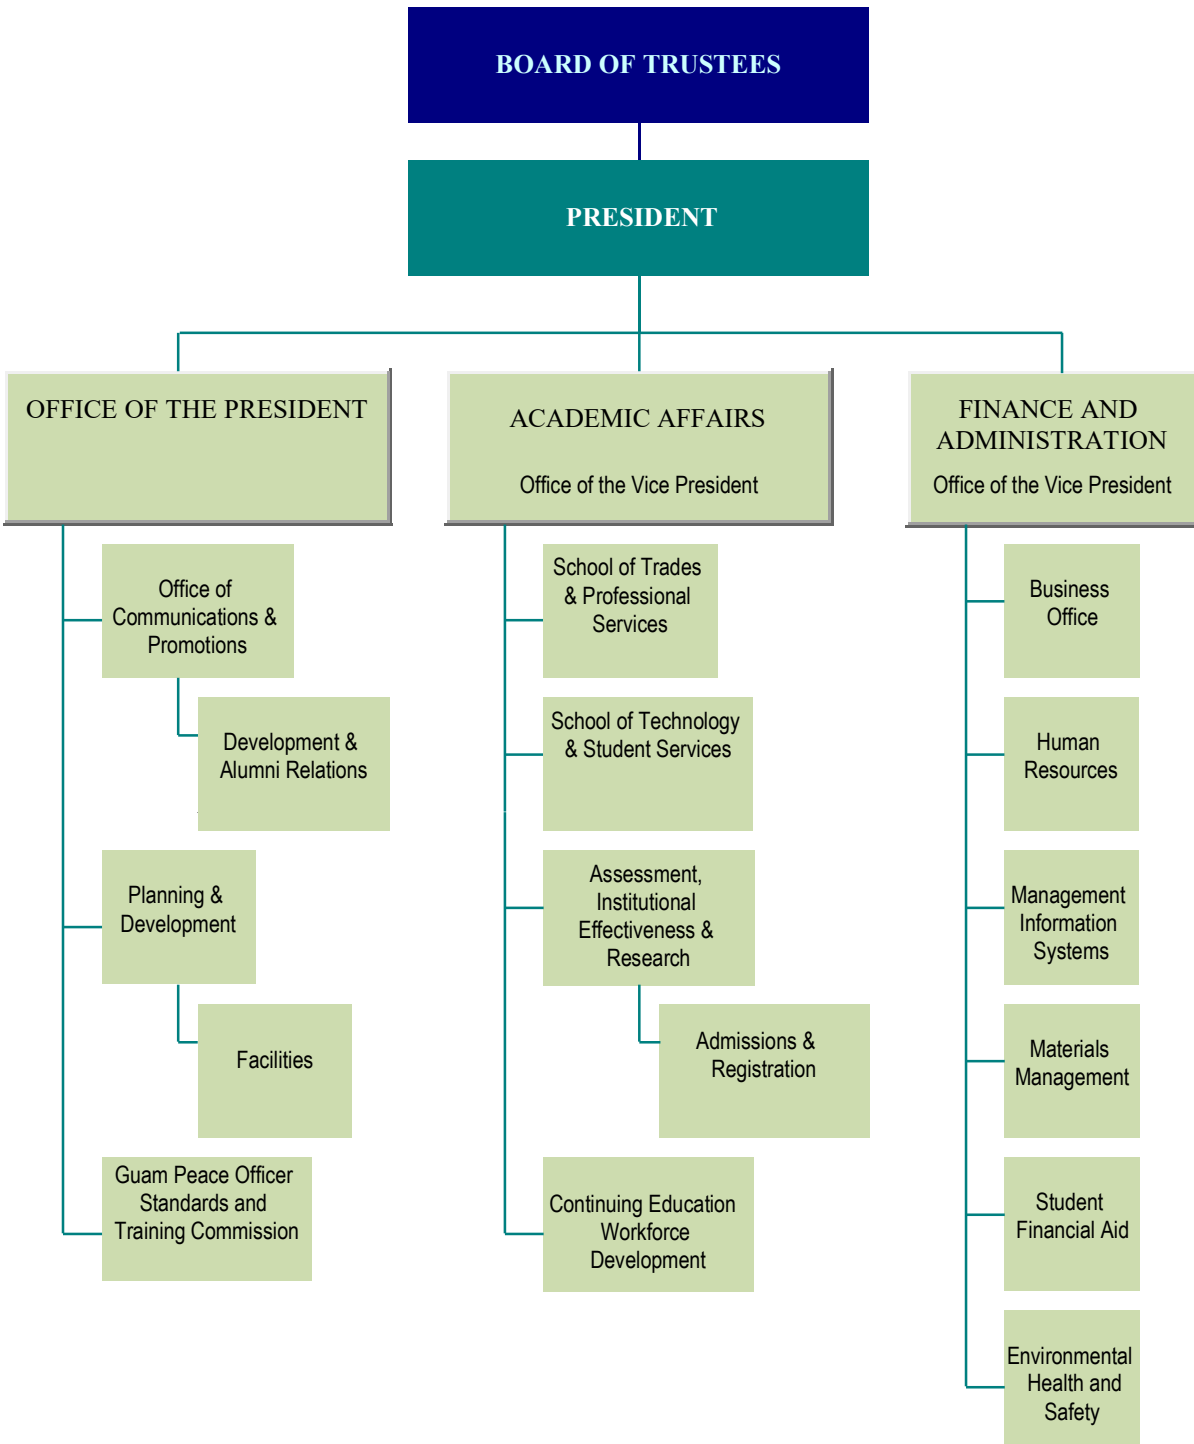 BOARD OF TRUSTEES
PRESIDENT
OFFICE OF THE PRESIDENT
Office of
Communications &
Promotions
Development &
Alumni Relations
Planning &
Development
Facilities
Guam Peace Officer
Standards and
Training Commission
ACADEMIC AFFAIRS
Office of the Vice President
School of Trades
& Professional
Services
School of Technology
& Student Services
Assessment,
Institutional
Effectiveness &
Research
Admissions &
Registration
Continuing Education
Workforce
Development
FINANCE AND
ADMINISTRATION
Office of the Vice President
Business
Office
Human
Resources
Management
Information
Systems
Materials
Management
Student
Financial Aid
Environmental
Health and
Safety